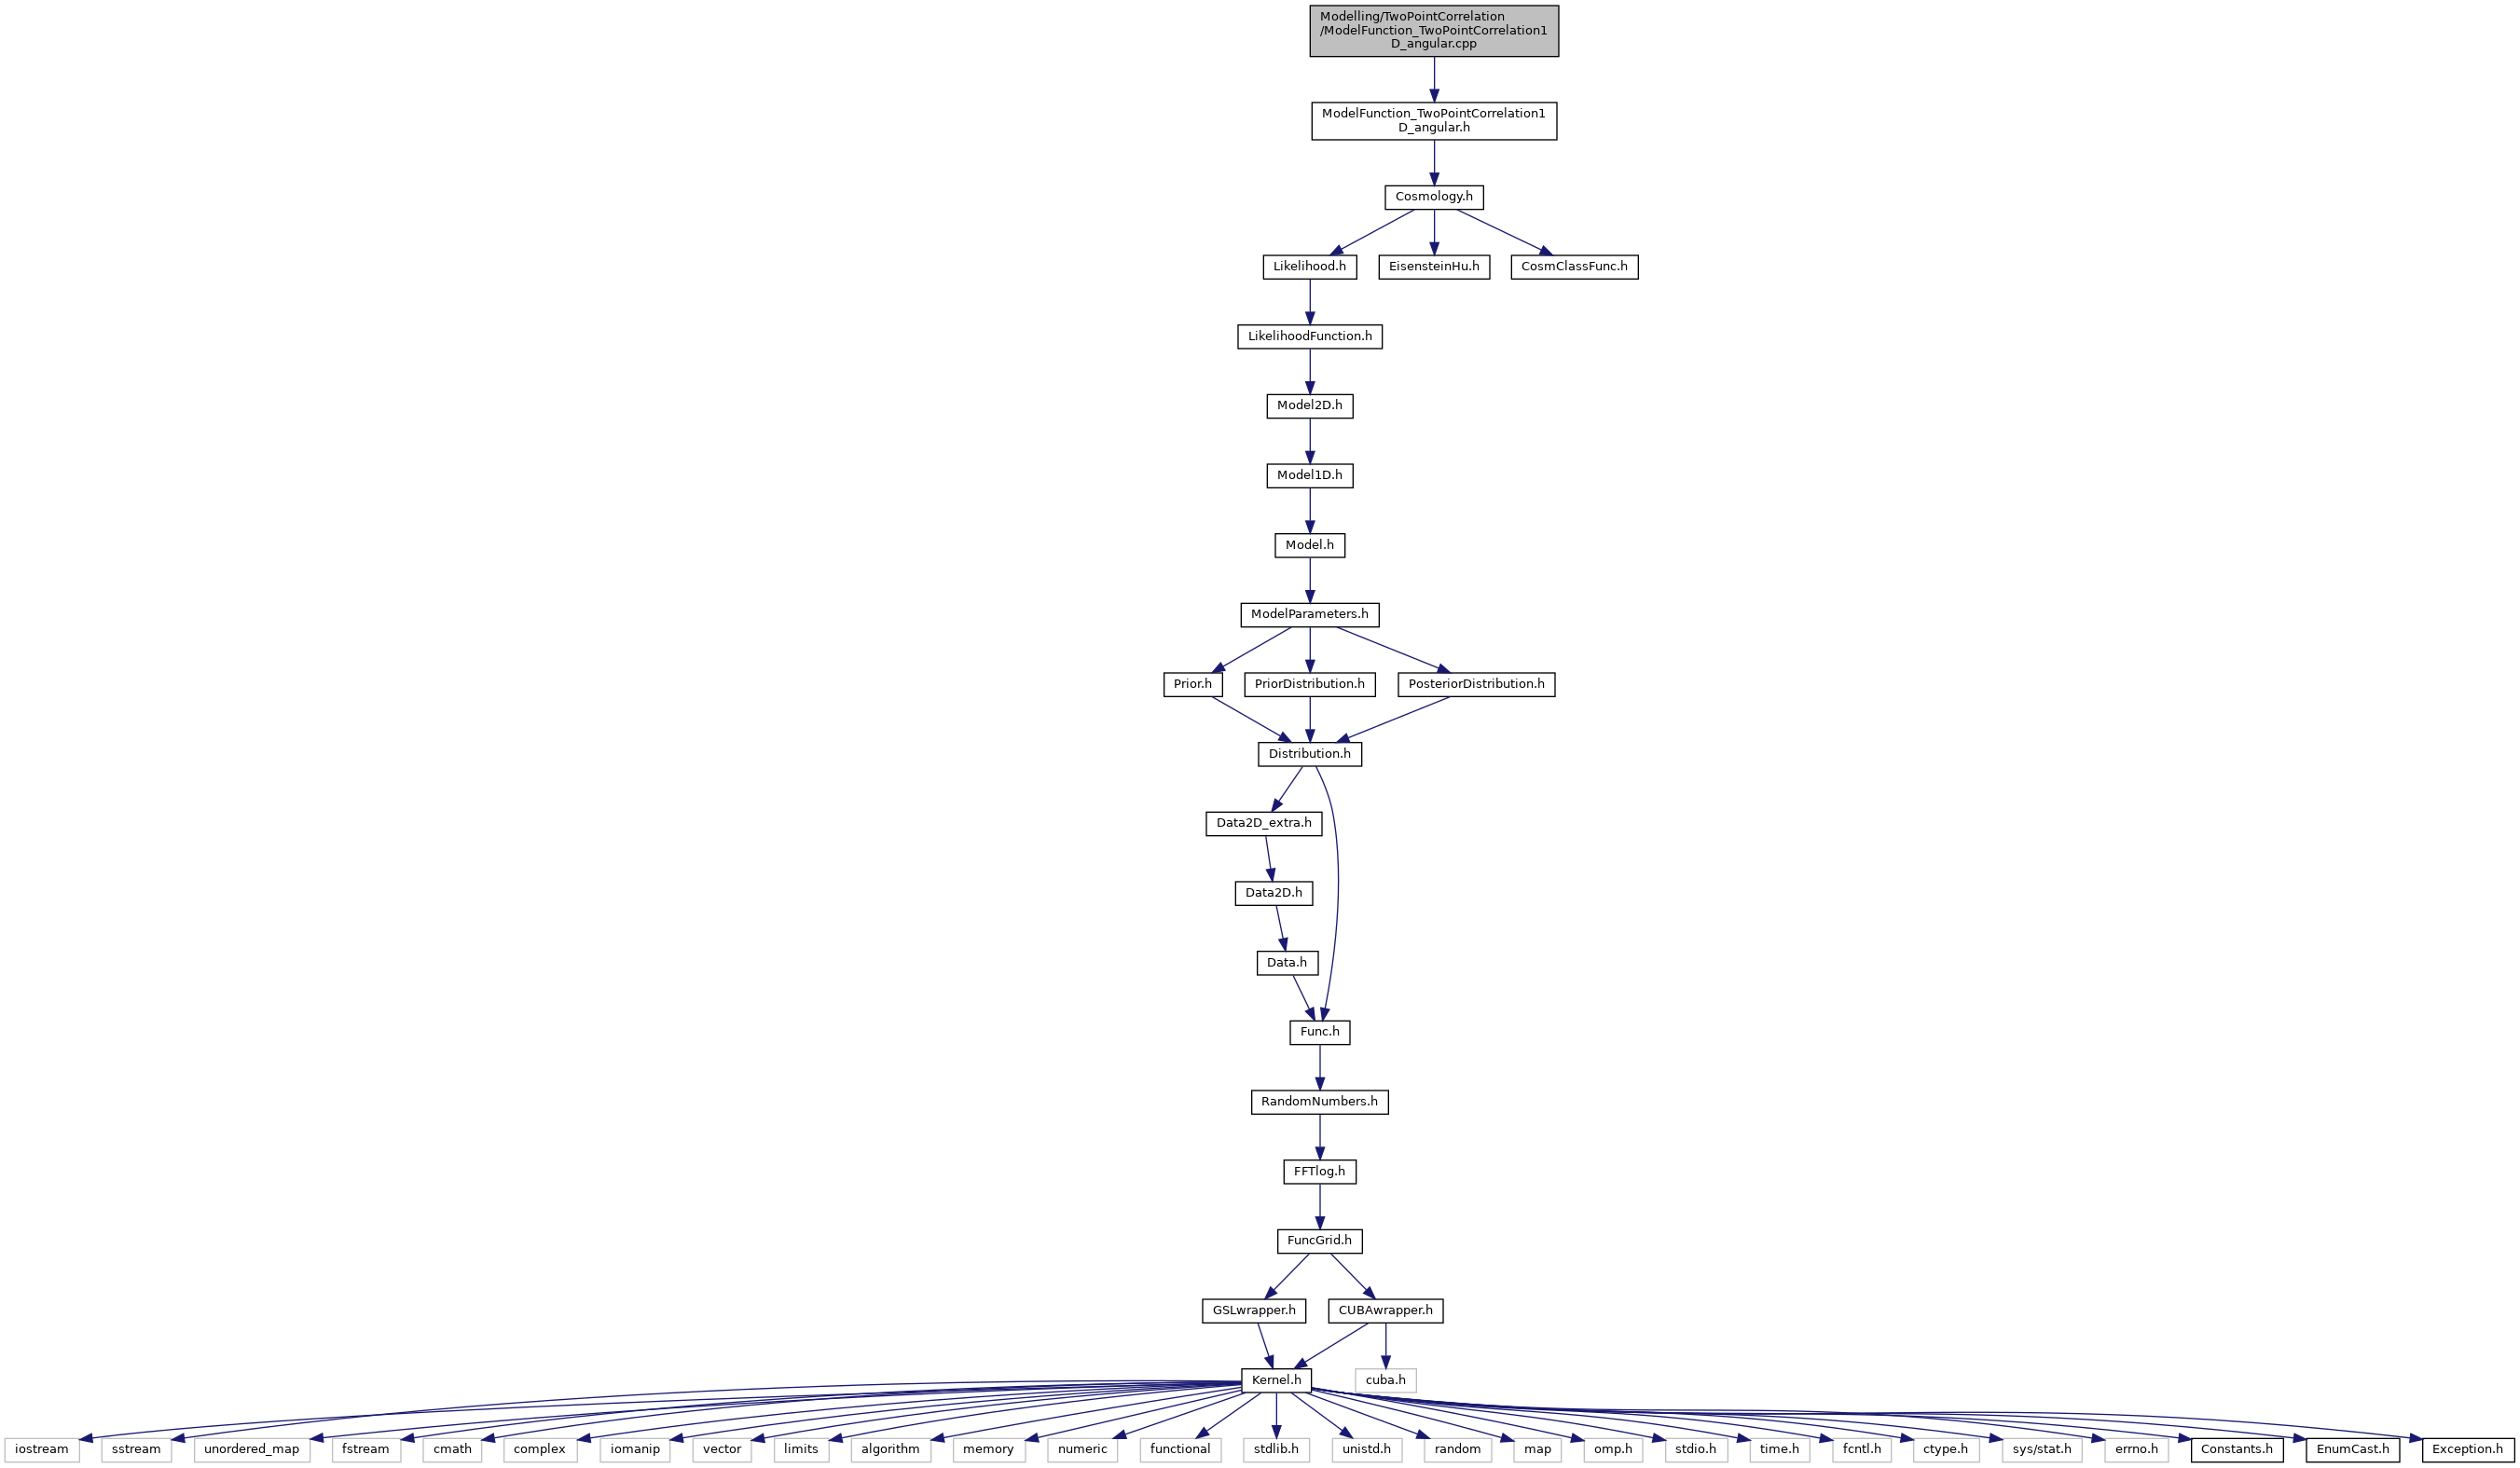 Modelling/TwoPointCorrelation
/ModelFunction_TwoPointCorrelation1
D_angular.cpp
ModelFunction_TwoPointCorrelation1
D_angular.h
Cosmology.h
Likelihood.h
EisensteinHu.h
CosmClassFunc.h
LikelihoodFunction.h
Model2D.h
Model1D.h
Model.h
ModelParameters.h
Prior.h
PriorDistribution.h
PosteriorDistribution.h
Distribution.h
Data2D_extra.h
Data2D.h
Data.h
Func.h
RandomNumbers.h
FFTlog.h
FuncGrid.h
GSLwrapper.h
CUBAwrapper.h
Kernel.h
cuba.h
iostream
sstream
unordered_map
fstream
cmath
complex
iomanip
vector
limits
algorithm
memory
numeric
functional
stdlib.h
unistd.h
random
map
omp.h
stdio.h
time.h
fcntl.h
ctype.h
sys/stat.h
errno.h
Constants.h
EnumCast.h
Exception.h